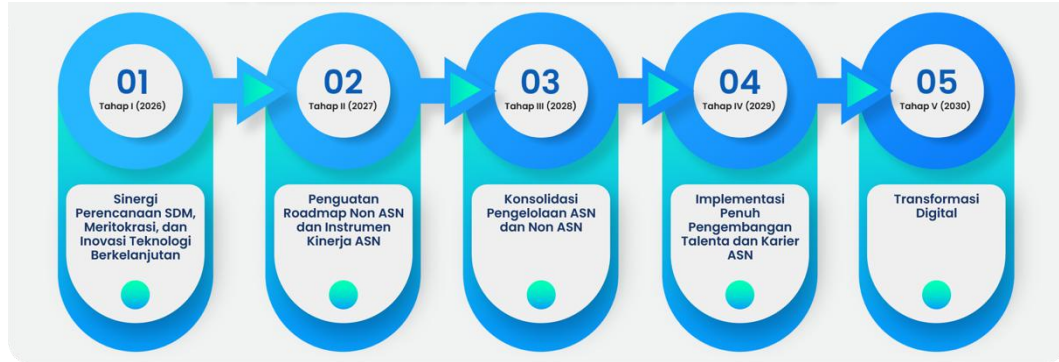 01
Tahap I (2026)
Sinergi
Perencanaan SDM,
Meritokrasi, dan
Inovasi Teknologi
Berkelanjutan
02
Tahap II (2027)
Penguatan
Roadmap Non ASN
dan Instrumen
Kinerja ASN
03
Tahap III (2028)
Konsolidasi
Pengelolaan ASN
dan Non ASN
04
Tahap IV (2029)
Implementasi
Penuh
Pengembangan
Talenta dan Karier
ASN
05
Tahap V (2030)
Transformasi
Digital